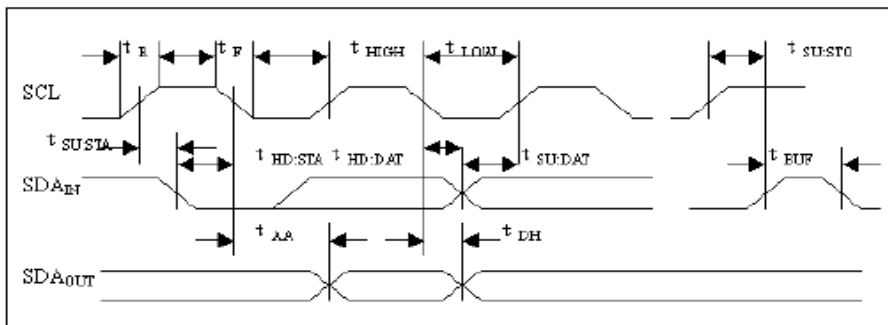 t R t F t HIGH t LOW t SU:STO
SCL
t SU:STA t HD:STA t HD:DAT t SU:DAT t BUF
SDA IN
t AA t DH
SDA OUT